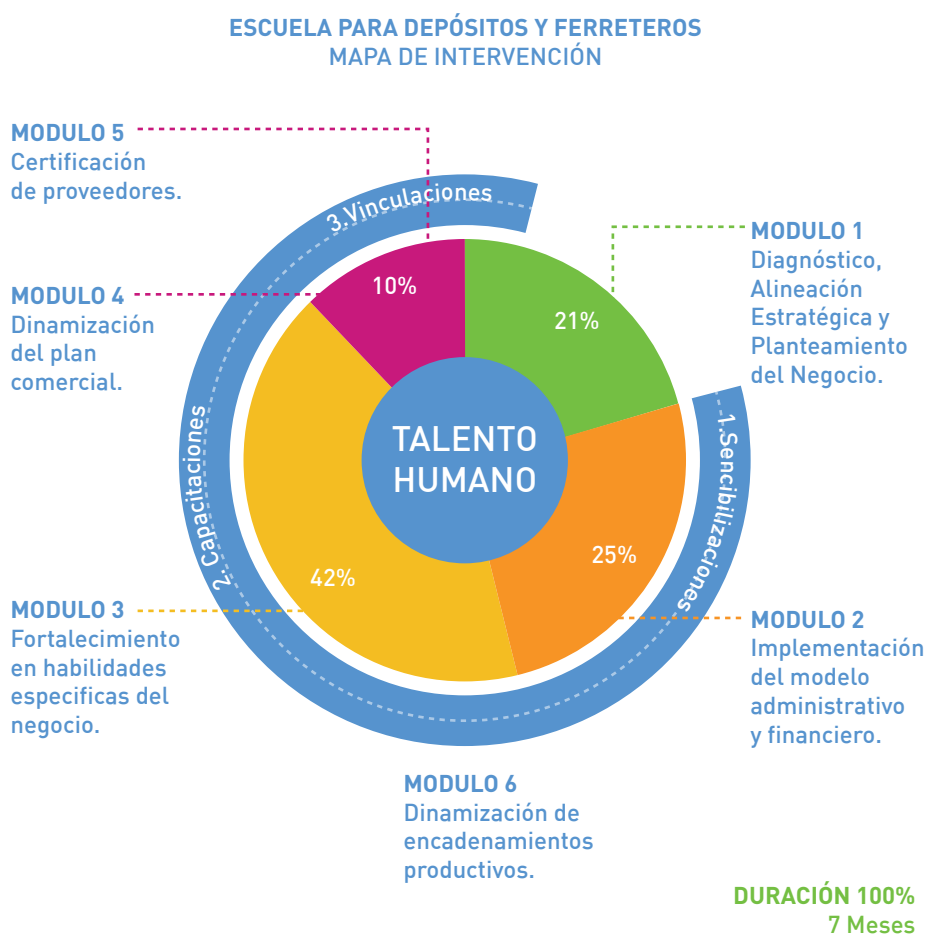 ESCUELA PARA DEPÓSITOS Y FERRETEROS
MAPA DE INTERVENCIÓN
MODULO 5
Certificación
de proveedores.
3.Vinculaciones
MODULO 1
Diagnóstico,
Alineación
Estratégica y
Planteamiento
del Negocio.
10%
21%
MODULO 4
Dinamización
del plan
comercial.
TALENTO
HUMANO
1.Sencibilizaciones
2. Capacitaciones
25%
42%
MODULO 3
Fortalecimiento
en habilidades
especificas del
negocio.
MODULO 2
Implementación
del modelo
administrativo
y financiero.
MODULO 6
Dinamización de
encadenamientos
productivos.
DURACIÓN 100%
7 Meses